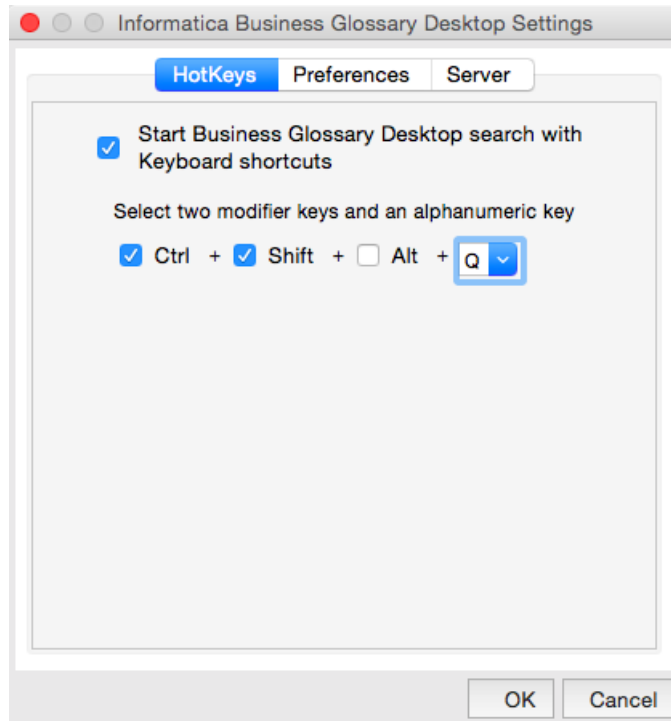 Informatica Business Glossary Desktop Settings
HotKeys Preferences Server
Start Business Glossary Desktop search with
Keyboard shortcuts
Select two modifier keys and an alphanumeric key
Ctrl + Shift + Alt + Q
OK Cancel